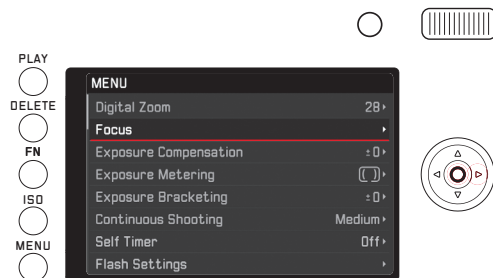 PLAY
DELETE
FN
ISO
MENU
MENU
Digital Zoom 28
Focus
Exposure Compensation ±0
Exposure Metering
Exposure Bracketing ±0
Continuous Shooting Medium
Self Timer Off
Flash Settings